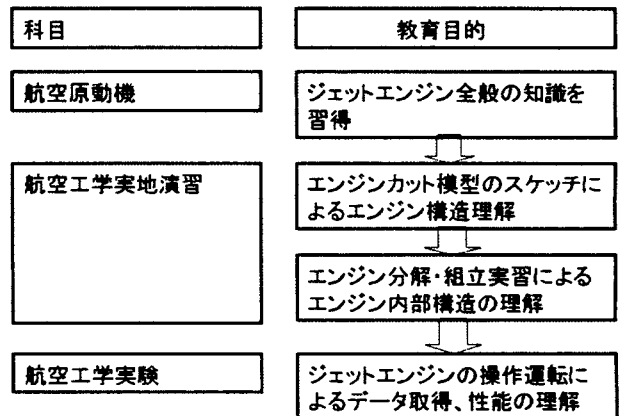 科目
教育目的
航空原動機
ジェットエンジン全般の知識を
習得
航空工学実地演習
エンジンカット模型のスケッチに
よるエンジン構造理解
エンジン分解・組立実習による
エンジン内部構造の理解
航空工学実験
ジェットエンジンの操作運転に
よるデータ取得、性能の理解